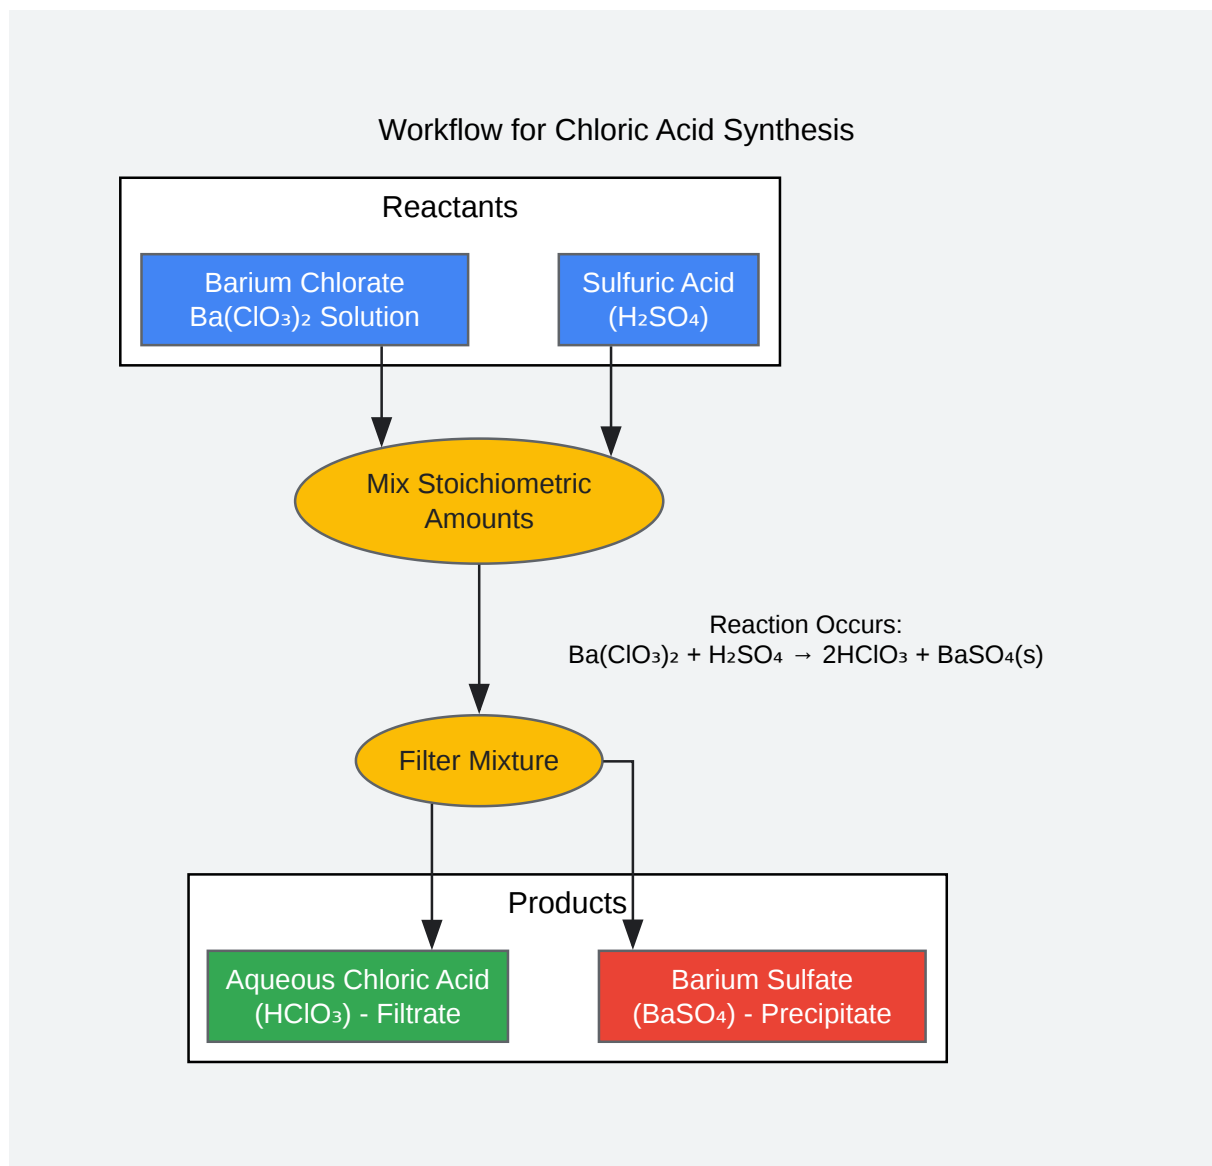 Workflow for Chloric Acid Synthesis
Reactants
Barium Chlorate
Ba(ClO₃)₂ Solution
Sulfuric Acid
(H₂SO₄)
Mix Stoichiometric
Amounts
Reaction Occurs:
Ba(ClO₃)₂ + H₂SO₄ → 2HClO₃ + BaSO₄(s)
Filter Mixture
Products
Aqueous Chloric Acid
(HClO₃) - Filtrate
Barium Sulfate
(BaSO₄) - Precipitate